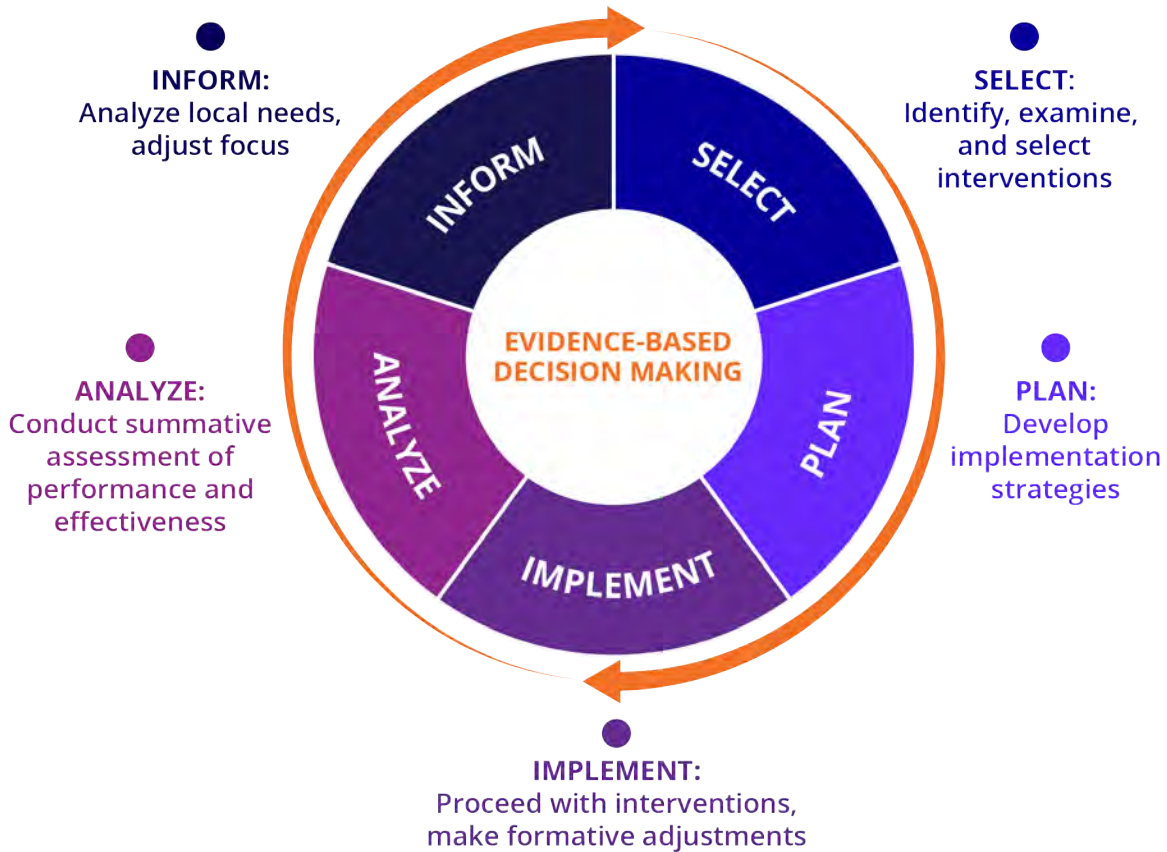 INFORM:
Analyze local needs,
adjust focus
SELECT:
Identify, examine,
and select
interventions
INFORM
SELECT
EVIDENCE-BASED
DECISION MAKING
ANALYZE
PLAN
IMPLEMENT
ANALYZE:
Conduct summative
assessment of
performance and
effectiveness
PLAN:
Develop
implementation
strategies
IMPLEMENT:
Proceed with interventions,
make formative adjustments